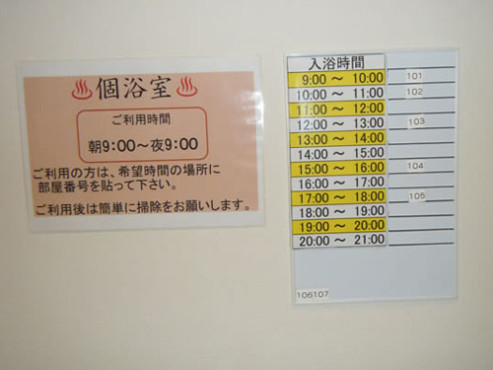 ♨個浴室♨
ご利用時間
朝9:00～夜9:00
ご利用の方は、希望時間の場所に
部屋番号を貼って下さい。
ご利用後は簡単に掃除をお願いします。
入浴時間
9:00 ～ 10:00 101
10:00 ～ 11:00 102
11:00 ～ 12:00
12:00 ～ 13:00 103
13:00 ～ 14:00
14:00 ～ 15:00
15:00 ～ 16:00 104
16:00 ～ 17:00
17:00 ～ 18:00 105
18:00 ～ 19:00
19:00 ～ 20:00
20:00 ～ 21:00
106107